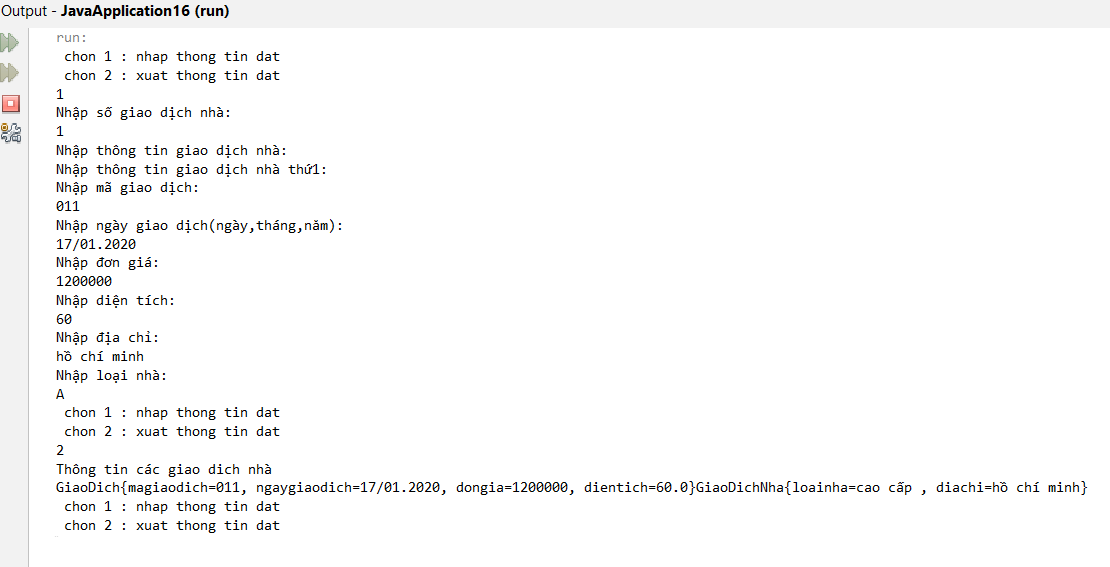 Output - JavaApplication16 (run)
run:
chon 1 : nhap thong tin dat
chon 2 : xuat thong tin dat
1
Nhập số giao dịch nhà:
1
Nhập thông tin giao dịch nhà:
Nhập thông tin giao dịch nhà thứ1:
Nhập mã giao dịch:
011
Nhập ngày giao dịch(ngày,tháng,năm):
17/01.2020
Nhập đơn giá:
1200000
Nhập diện tích:
60
Nhập địa chỉ:
hồ chí minh
Nhập loại nhà:
A
chon 1 : nhap thong tin dat
chon 2 : xuat thong tin dat
2
Thông tin các giao dich nhà
GiaoDich{magiaodich=011, ngaygiaodich=17/01.2020, dongia=1200000, dientich=60.0}GiaoDichNha{loainha=cao cấp , diachi=hồ chí minh}
chon 1 : nhap thong tin dat
chon 2 : xuat thong tin dat